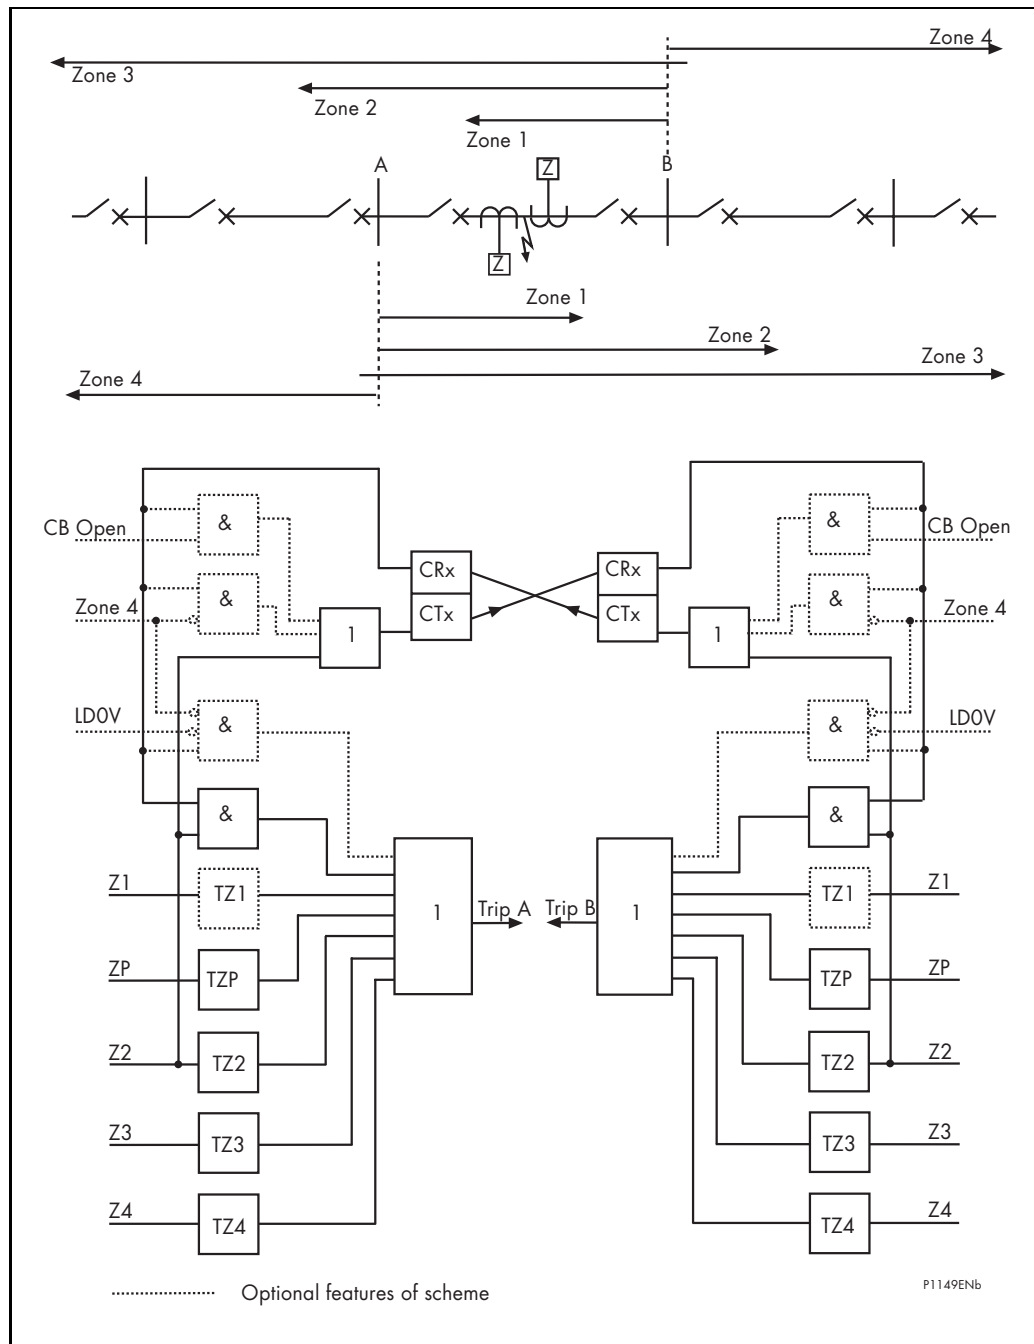 Zone 4
Zone 3
Zone 2
Zone 1
A
B
Z
Z
Zone 1
Zone 2
Zone 3
Zone 4
CB Open
&
&
CB Open
CRx
CRx
Zone 4
&
&
Zone 4
1
CTx
CTx
1
LD0V
&
&
LD0V
&
&
Z1
TZ1
TZ1
Z1
1
Trip A
Trip B
1
ZP
TZP
TZP
ZP
Z2
TZ2
TZ2
Z2
Z3
TZ3
TZ3
Z3
Z4
TZ4
TZ4
Z4
Optional features of scheme
P1149ENb